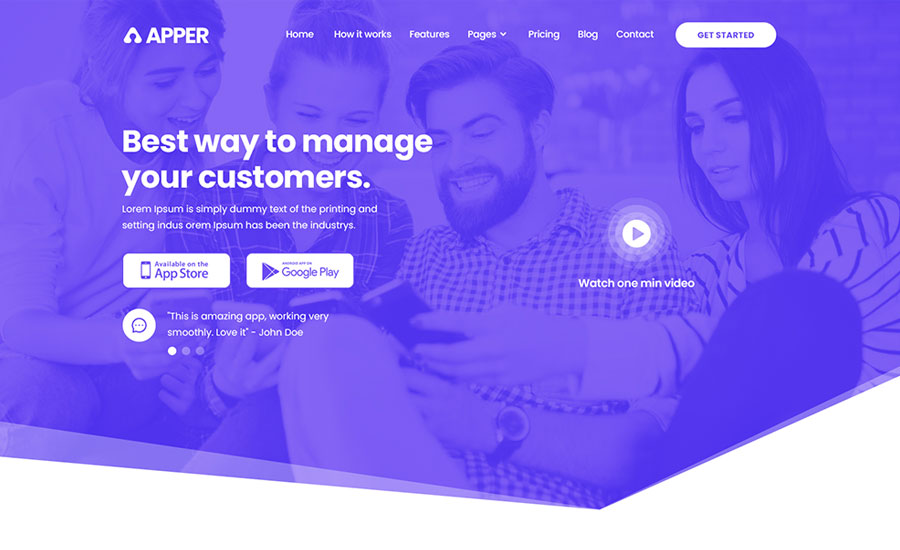 APPER
Home How it works Features Pages Pricing Blog Contact GET STARTED
Best way to manage
your customers.
Lorem Ipsum is simply dummy text of the printing and
setting indus orem Ipsum has been the industrys.
Available on the
App Store
ANDROID APP ON
Google Play
Watch one min video
"This is amazing app, working very
smoothly. Love it" - John Doe